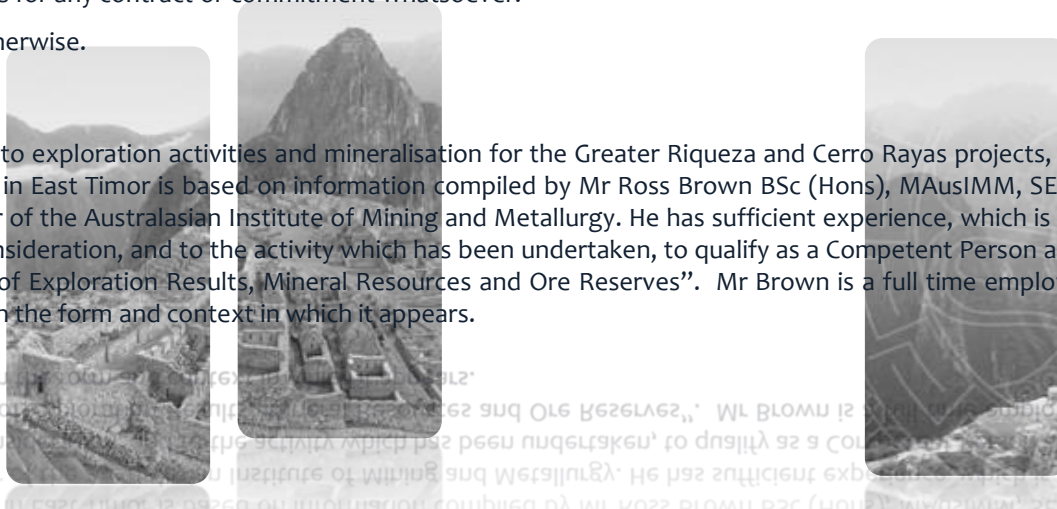 for any contract or commitment whatsoever.
herwise.
to exploration activities and mineralisation for the Greater Riqueza and Cerro Rayas projects,
in East Timor is based on information compiled by Mr Ross Brown BSc (Hons), MAusIMM, SE
of the Australasian Institute of Mining and Metallurgy. He has sufficient experience, which is
nsideration, and to the activity which has been undertaken, to qualify as a Competent Person a
of Exploration Results, Mineral Resources and Ore Reserves”. Mr Brown is a full time emplo
the form and context in which it appears.